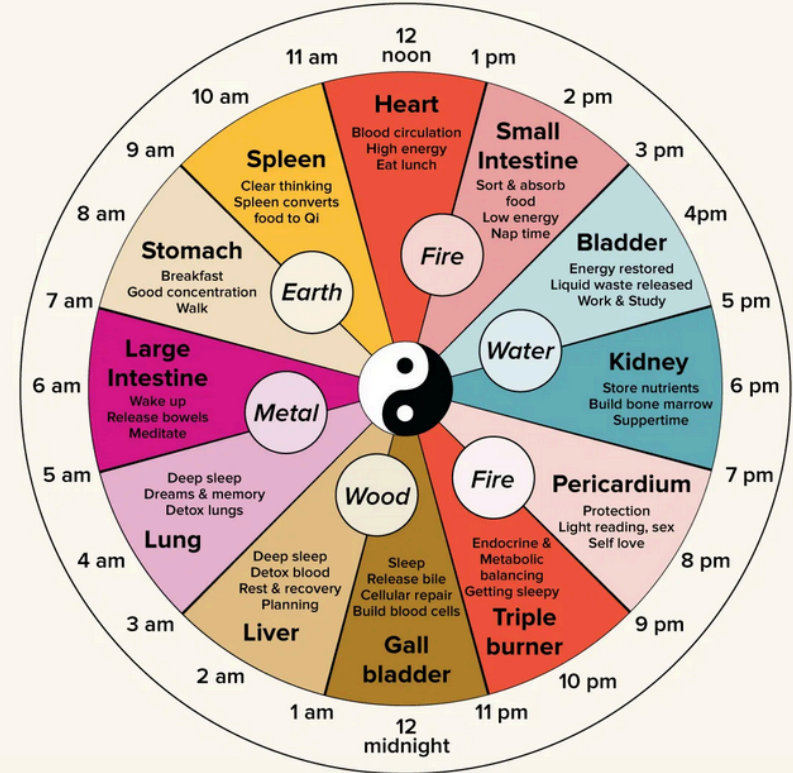 12
noon
1 pm
2 pm
3 pm
4pm
5 pm
6 pm
7 pm
8 pm
9 pm
10 pm
11 pm
12
midnight
1 am
2 am
3 am
4 am
5 am
6 am
7 am
8 am
9 am
10 am
11 am
Heart
Blood circulation
High energy
Eat lunch
Small
Intestine
Sort & absorb
food
Low energy
Nap time
Fire
Bladder
Energy restored
Liquid waste released
Work & Study
Water
Kidney
Store nutrients
Build bone marrow
Suppertime
Pericardium
Protection
Light reading, sex
Self love
Fire
Endocrine &
Metabolic
balancing
Getting sleepy
Triple
burner
Sleep
Release bile
Cellular repair
Build blood cells
Gall
bladder
Wood
Deep sleep
Detox blood
Rest & recovery
Planning
Liver
Deep sleep
Dreams & memory
Detox lungs
Lung
Metal
Large
Intestine
Wake up
Release bowels
Meditate
Stomach
Breakfast
Good concentration
Walk
Earth
Spleen
Clear thinking
Spleen converts
food to Qi